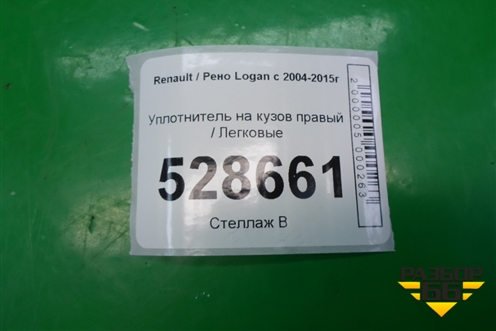 Renault / Рено Logan с 2004-2015г
Уплотнитель на кузов правый
/ Легковые
528661
Стеллаж В
2000005000263
РАЗБОР
66